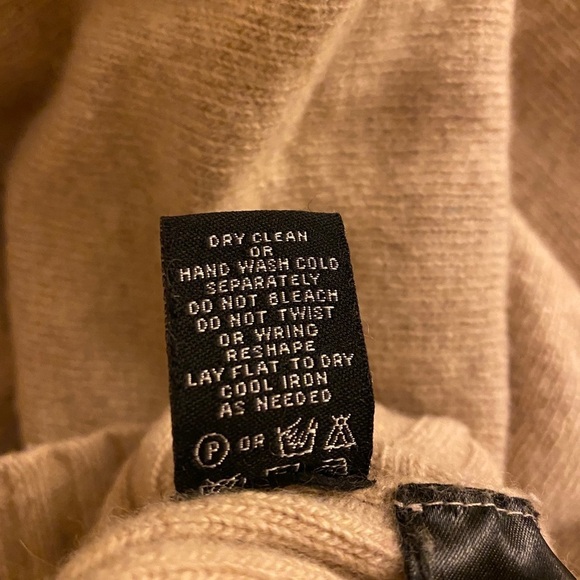 DRY CLEAN
OR
HAND WASH COLD
SEPARATELY
DO NOT BLEACH
DO NOT TWIST
OR WRING
RESHAPE
LAY FLAT TO DRY
COOL IRON
AS NEEDED
P OR